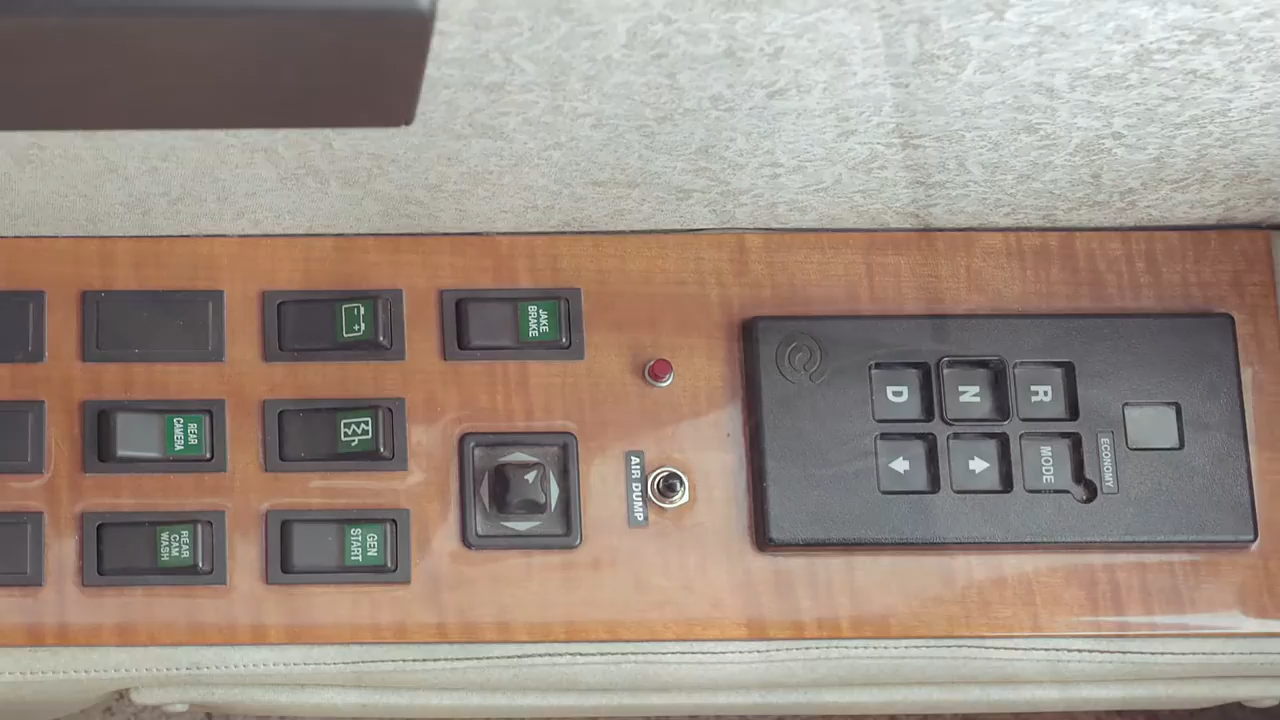 JAKE
BRAKE
REAR
CAMERA
REAR
CAM
WASH
GEN
START
AIR DUMP
R
N
D
MODE
ECONOMY